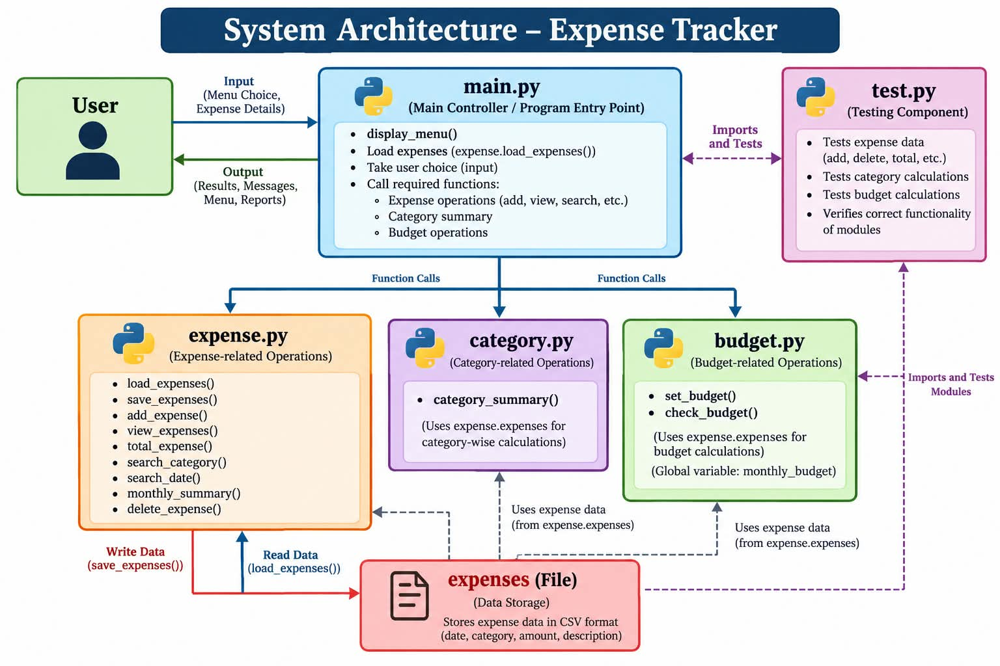 System Architecture – Expense Tracker
User
Input
(Menu Choice,
Expense Details)
Output
(Results, Messages,
Menu, Reports)
main.py
(Main Controller / Program Entry Point)
• display_menu()
• Load expenses (expense.load_expenses())
• Take user choice (input)
• Call required functions:
∘ Expense operations (add, view, search, etc.)
∘ Category summary
∘ Budget operations
Imports
and Tests
test.py
(Testing Component)
• Tests expense data
(add, delete, total, etc.)
• Tests category calculations
• Tests budget calculations
• Verifies correct functionality
of modules
Function Calls
Function Calls
expense.py
(Expense-related Operations)
• load_expenses()
• save_expenses()
• add_expense()
• view_expenses()
• total_expense()
• search_category()
• search_date()
• monthly_summary()
• delete_expense()
category.py
(Category-related Operations)
• category_summary()
(Uses expense.expenses for
category-wise calculations)
budget.py
(Budget-related Operations)
• set_budget()
• check_budget()
(Uses expense.expenses for
budget calculations)
(Global variable: monthly_budget)
Imports and Tests
Modules
Write Data
(save_expenses())
Read Data
(load_expenses())
Uses expense data
(from expense.expenses)
Uses expense data
(from expense.expenses)
expenses (File)
(Data Storage)
Stores expense data in CSV format
(date, category, amount, description)